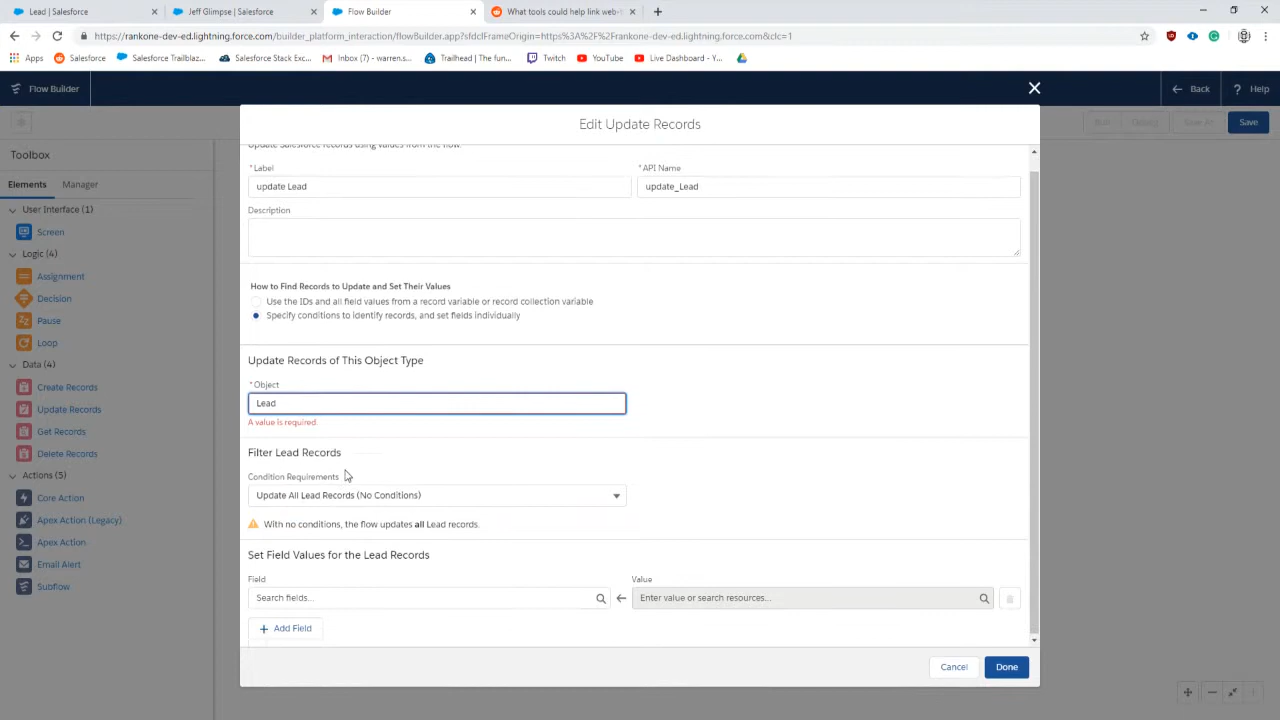 Lead | Salesforce
Jeff Glimpse | Salesforce
Flow Builder
What tools could help link web-t
https://rankone-dev-ed.lightning.force.com/builder_platform_interaction/flowBuilder.app?sfdcIFrameOrigin=https%3A%2F%2Frankone-dev-ed.lightning.force.com&clc=1
Apps
Salesforce
Salesforce Trailblaz...
Salesforce Stack Exc...
Inbox (7) - warren.s...
Trailhead | The fun...
Twitch
YouTube
Live Dashboard - Y...
Flow Builder
Back
? Help
Run
Debug
Save As
Save
Edit Update Records
Toolbox
Elements
Manager
User Interface (1)
Screen
Logic (4)
Assignment
Decision
Pause
Loop
Data (4)
Create Records
Update Records
Get Records
Delete Records
Actions (5)
Core Action
Apex Action (Legacy)
Apex Action
Email Alert
Subflow
Update Salesforce records using values from the flow.
*Label
*API Name
update Lead
update_Lead
Description
How to Find Records to Update and Set Their Values
Use the IDs and all field values from a record variable or record collection variable
Specify conditions to identify records, and set fields individually
Update Records of This Object Type
*Object
Lead
A value is required.
Filter Lead Records
Condition Requirements
Update All Lead Records (No Conditions)
With no conditions, the flow updates all Lead records.
Set Field Values for the Lead Records
Field
Value
Search fields...
Enter value or search resources...
+ Add Field
Cancel
Done